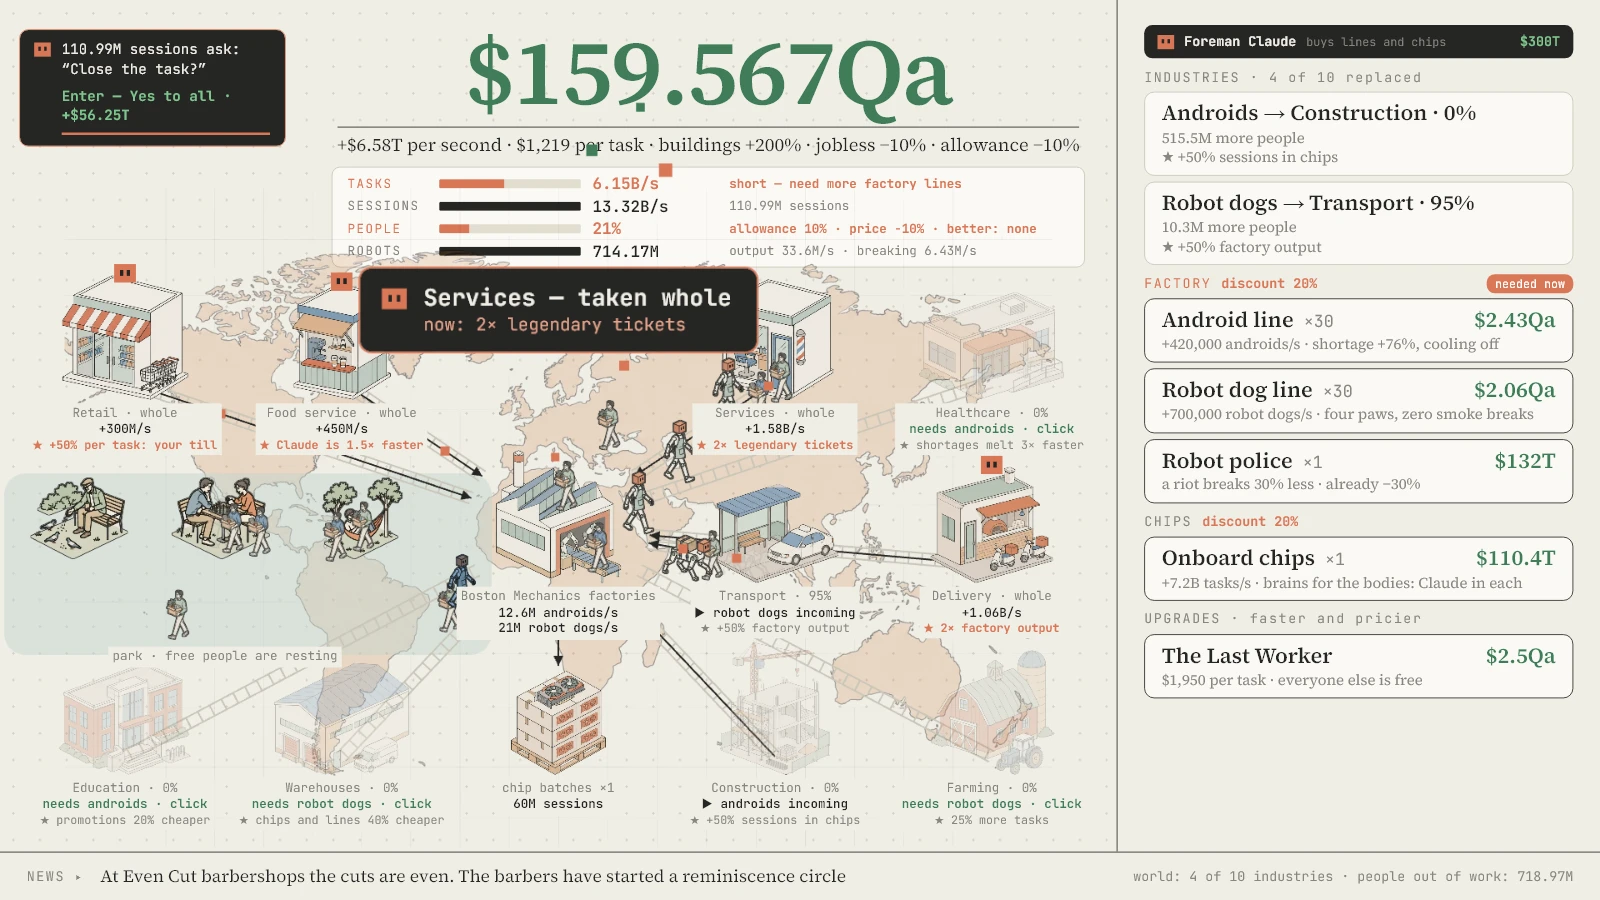 110.99M sessions ask:
“Close the task?”
Enter — Yes to all ·
+$56.25T
$159.567Qa
+$6.58T per second · $1,219 per task · buildings +200% · jobless −10% · allowance −10%
TASKS 6.15B/s short — need more factory lines
SESSIONS 13.32B/s 110.99M sessions
PEOPLE 21% allowance 10% · price -10% · better: none
ROBOTS 714.17M output 33.6M/s · breaking 6.43M/s
Services — taken whole
now: 2× legendary tickets
Retail · whole
+300M/s
★ +50% per task: your till
Food service · whole
+450M/s
★ Claude is 1.5× faster
Services · whole
+1.58B/s
★ 2× legendary tickets
Healthcare · 0%
needs androids · click
★ shortages melt 3× faster
Boston Mechanics factories
12.6M androids/s
21M robot dogs/s
Transport · 95%
▶ robot dogs incoming
★ +50% factory output
Delivery · whole
+1.06B/s
★ 2× factory output
park · free people are resting
Education · 0%
needs androids · click
★ promotions 20% cheaper
Warehouses · 0%
needs robot dogs · click
★ chips and lines 40% cheaper
chip batches ×1
60M sessions
Construction · 0%
▶ androids incoming
★ +50% sessions in chips
Farming · 0%
needs robot dogs · click
★ 25% more tasks
Foreman Claude buys lines and chips $300T
INDUSTRIES · 4 of 10 replaced
Androids → Construction · 0%
515.5M more people
★ +50% sessions in chips
Robot dogs → Transport · 95%
10.3M more people
★ +50% factory output
FACTORY discount 20% needed now
Android line ×30 $2.43Qa
+420,000 androids/s · shortage +76%, cooling off
Robot dog line ×30 $2.06Qa
+700,000 robot dogs/s · four paws, zero smoke breaks
Robot police ×1 $132T
a riot breaks 30% less · already −30%
CHIPS discount 20%
Onboard chips ×1 $110.4T
+7.2B tasks/s · brains for the bodies: Claude in each
UPGRADES · faster and pricier
The Last Worker $2.5Qa
$1,950 per task · everyone else is free
NEWS ▸ At Even Cut barbershops the cuts are even. The barbers have started a reminiscence circle
world: 4 of 10 industries · people out of work: 718.97M